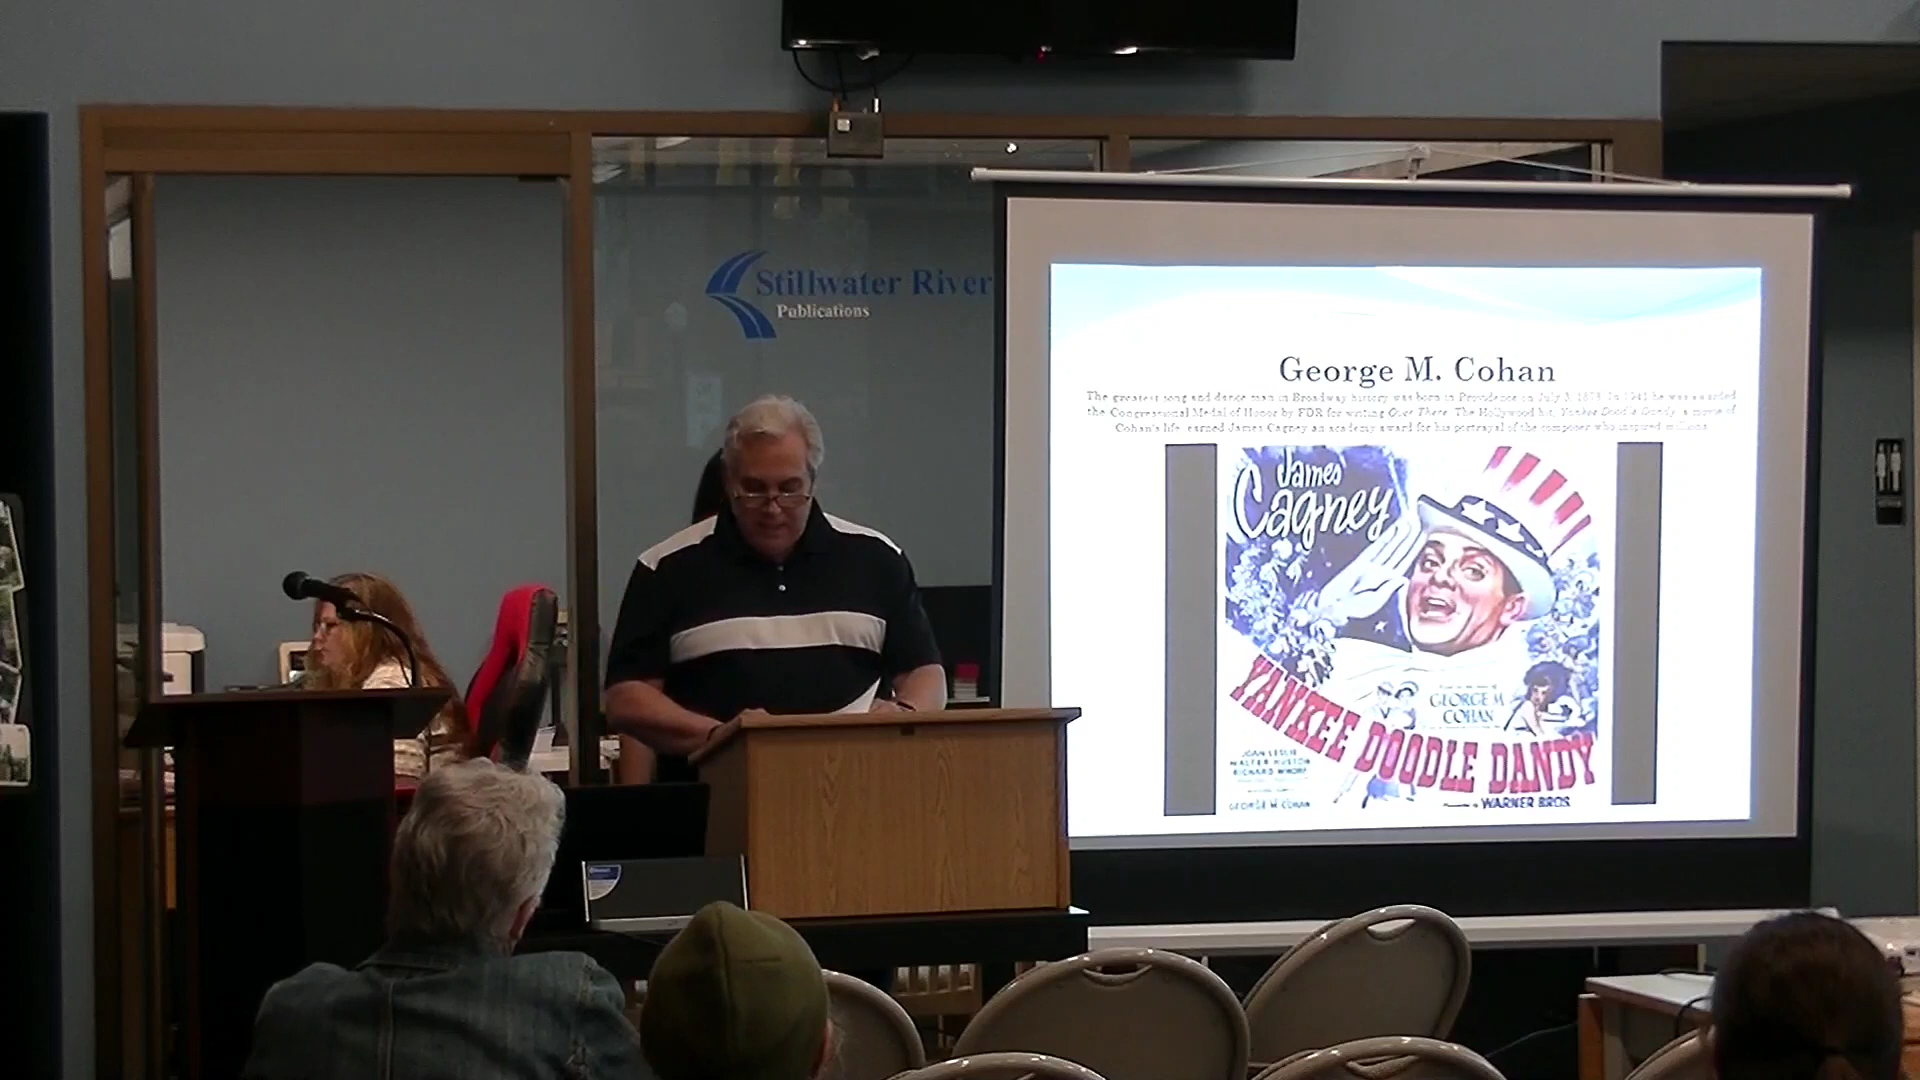 Stillwater River
Publications
George M. Cohan
The greatest song and dance man in Broadway history was born in Providence on July 3, 1878. In 1941 he was awarded
the Congressional Medal of Honor by FDR for writing Over There. The Hollywood hit, Yankee Doodle Dandy, a movie of
Cohan's life, earned James Cagney an academy award for his portrayal of the composer who inspired millions.
James
Cagney
GEORGE M.
COHAN
YANKEE DOODLE DANDY
JOAN LESLIE
WALTER HUSTON
RICHARD WHORF
GEORGE M. COHAN
WARNER BROS.